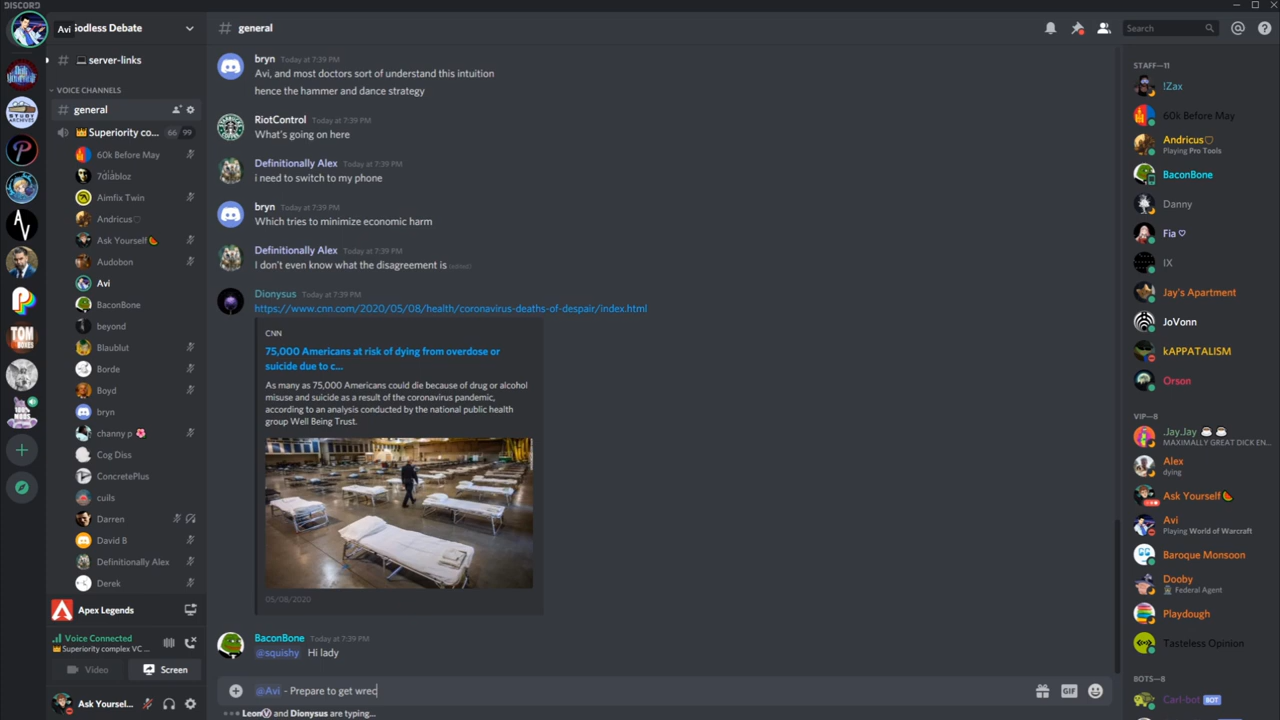 DISCORD
Avi
Godless Debate
server-links
VOICE CHANNELS
general
Superiority co... 66 99
60k Before May
7diabloz
Aimfix Twin
Andricus
Ask Yourself
Audobon
Avi
BaconBone
beyond
Blaublut
Borde
Boyd
bryn
channy p
Cog Diss
ConcretePlus
cuils
Darren
David B
Definitionally Alex
Derek
Apex Legends
Voice Connected
Superiority complex VC ...
Video
Screen
Ask Yoursel...
# general
Search
bryn Today at 7:39 PM
Avi, and most doctors sort of understand this intuition
hence the hammer and dance strategy
RiotControl Today at 7:39 PM
What's going on here
Definitionally Alex Today at 7:39 PM
i need to switch to my phone
bryn Today at 7:39 PM
Which tries to minimize economic harm
Definitionally Alex Today at 7:39 PM
I don't even know what the disagreement is (edited)
Dionysus Today at 7:39 PM
https://www.cnn.com/2020/05/08/health/coronavirus-deaths-of-despair/index.html
CNN
75,000 Americans at risk of dying from overdose or
suicide due to c...
As many as 75,000 Americans could die because of drug or alcohol
misuse and suicide as a result of the coronavirus pandemic,
according to an analysis conducted by the national public health
group Well Being Trust.
05/08/2020
BaconBone Today at 7:39 PM
@squishy Hi lady
@Avi - Prepare to get wrec
GIF
LeonⓋ and Dionysus are typing...
STAFF—11
!Zax
60k Before May
Andricus♡
Playing Pro Tools
BaconBone
Danny
Fia ♡
IX
Jay's Apartment
JoVonn
kAPPATALISM
Orson
VIP—8
.Jay.Jay
MAXIMALLY GREAT DICK EN...
Alex
dying
Ask Yourself
Avi
Playing World of Warcraft
Baroque Monsoon
Dooby
Federal Agent
Playdough
Tasteless Opinion
BOTS—8
Carl-bot BOT